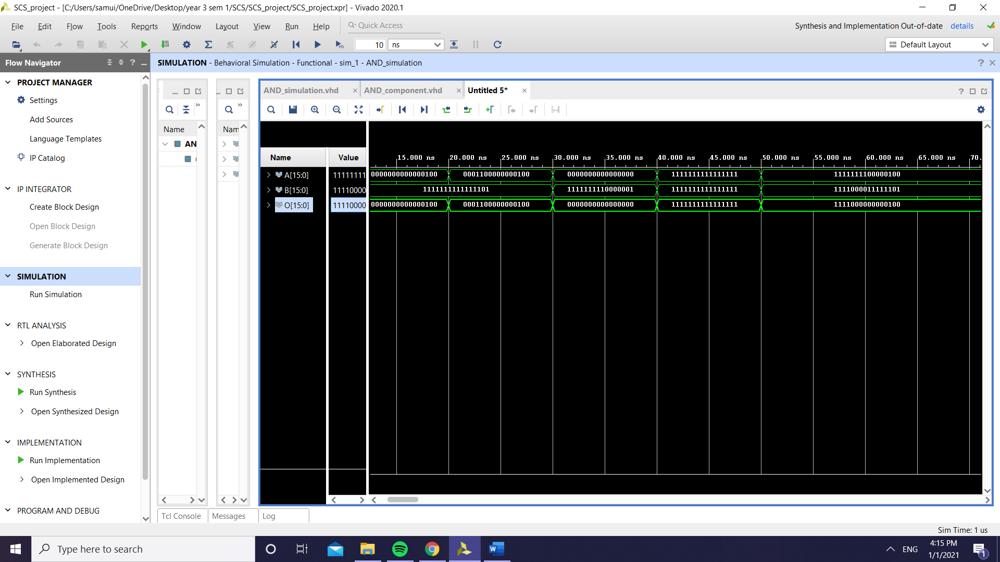 SCS_project - [C:/Users/samui/OneDrive/Desktop/year 3 sem 1/SCS/SCS_project/SCS_project.xpr] - Vivado 2020.1
File Edit Flow Tools Reports Window Layout View Run Help Quick Access
Synthesis and Implementation Out-of-date details
10 ns
Default Layout
Flow Navigator
PROJECT MANAGER
Settings
Add Sources
Language Templates
IP Catalog
IP INTEGRATOR
Create Block Design
Open Block Design
Generate Block Design
SIMULATION
Run Simulation
RTL ANALYSIS
Open Elaborated Design
SYNTHESIS
Run Synthesis
Open Synthesized Design
IMPLEMENTATION
Run Implementation
Open Implemented Design
PROGRAM AND DEBUG
SIMULATION - Behavioral Simulation - Functional - sim_1 - AND_simulation
Name
AN
Nam
AND_simulation.vhd AND_component.vhd Untitled 5*
Name Value
15.000 ns 20.000 ns 25.000 ns 30.000 ns 35.000 ns 40.000 ns 45.000 ns 50.000 ns 55.000 ns 60.000 ns 65.000 ns 70.
A[15:0] 11111111 0000000000000100 0001100000000100 0000000000000000 1111111111111111 1111111100000100
B[15:0] 11110000 1111111111111101 1111111110000001 1111111111111111 1111000011111101
O[15:0] 11110000 0000000000000100 0001100000000100 0000000000000000 1111111111111111 1111000000000100
Tcl Console Messages Log
Sim Time: 1 us
Type here to search
ENG
4:15 PM
1/1/2021
1